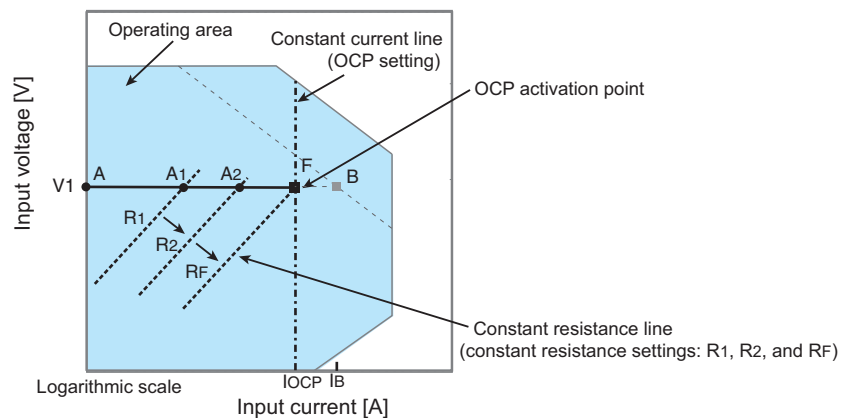 Operating area
Constant current line
(OCP setting)
OCP activation point
Input voltage [V]
V1
A
A1
A2
F
B
R1
R2
RF
Constant resistance line
(constant resistance settings: R1, R2, and RF)
Logarithmic scale
IOCP
IB
Input current [A]